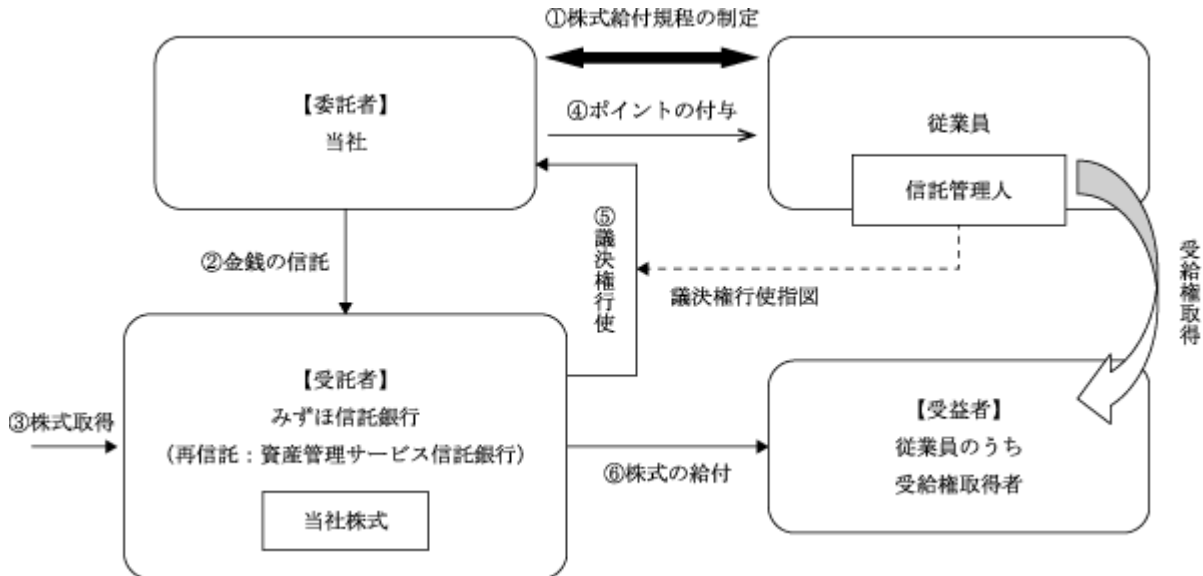 ①株式給付規程の制定
【委託者】
当社
④ポイントの付与
従業員
信託管理人
②金銭の信託
⑤議決権行使
議決権行使指図
受給権取得
③株式取得
【受託者】
みずほ信託銀行
(再信託:資産管理サービス信託銀行)
当社株式
⑥株式の給付
【受益者】
従業員のうち
受給権取得者